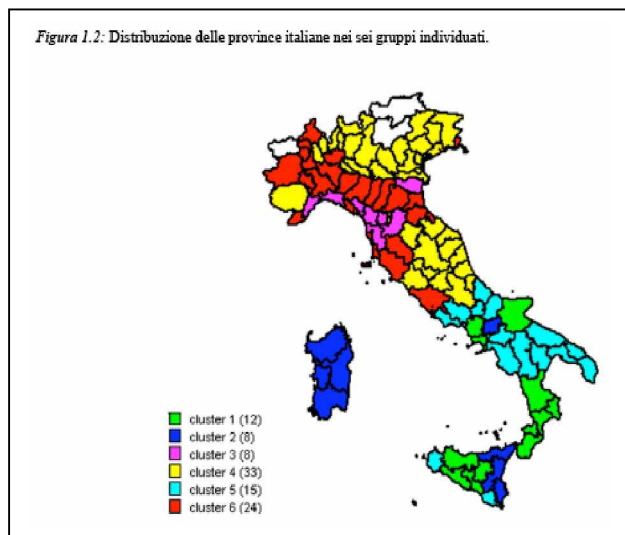 Figura 1.2: Distribuzione delle province italiane nei sei gruppi individuati.
cluster 1 (12)
cluster 2 (8)
cluster 3 (8)
cluster 4 (33)
cluster 5 (15)
cluster 6 (24)